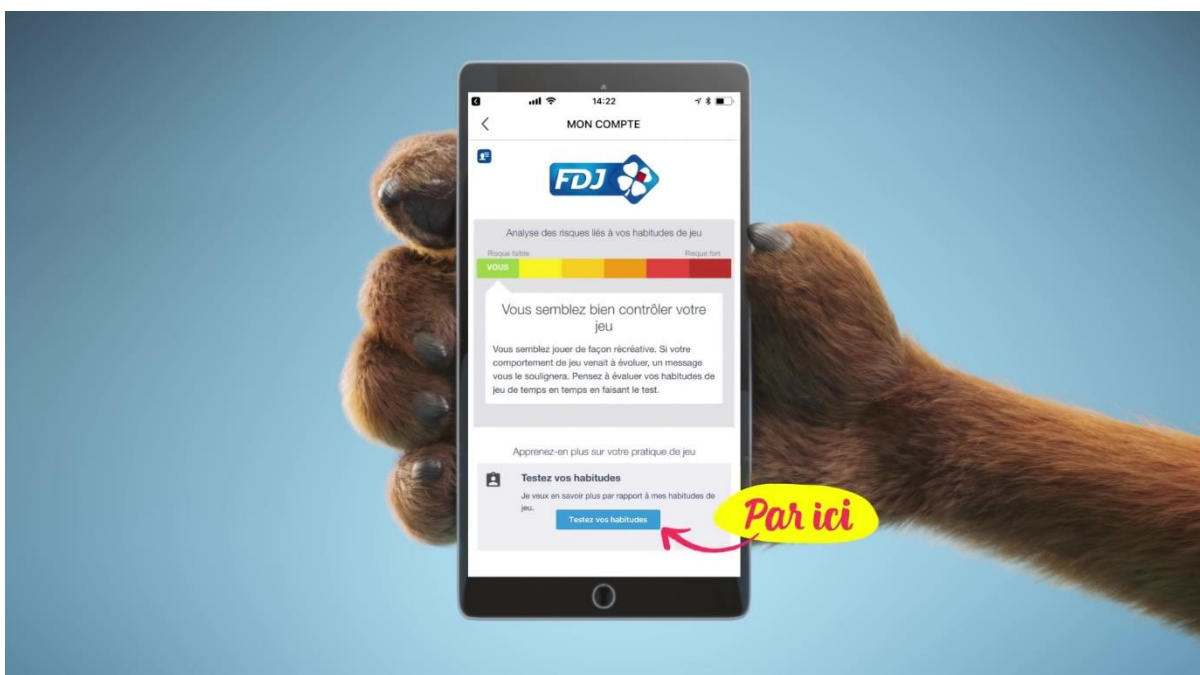 14:22
MON COMPTE
FDJ
Analyse des risques liés à vos habitudes de jeu
Risque faible Risque fort
VOUS
Vous semblez bien contrôler votre
jeu
Vous semblez jouer de façon récréative. Si votre
comportement de jeu venait à évoluer, un message
vous le soulignera. Pensez à évaluer vos habitudes de
jeu de temps en temps en faisant le test.
Apprenez-en plus sur votre pratique de jeu
Testez vos habitudes
Je veux en savoir plus par rapport à mes habitudes de
jeu.
Testez vos habitudes
Par ici